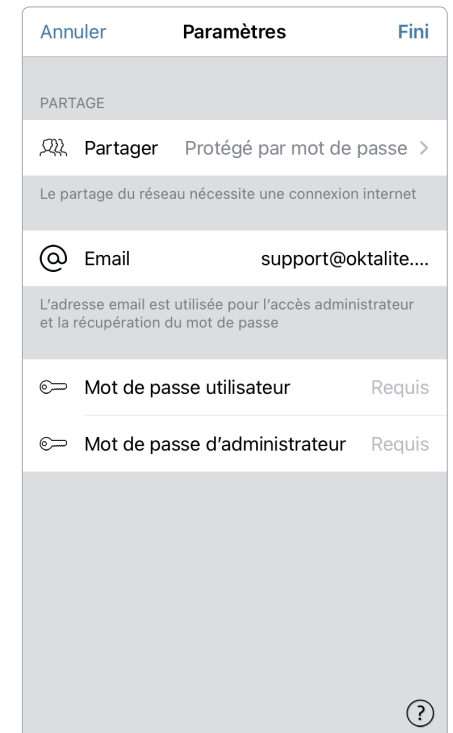 Annuler Paramètres Fini
PARTAGE
Partager Protégé par mot de passe >
Le partage du réseau nécessite une connexion internet
@ Email support@oktalite....
L'adresse email est utilisée pour l'accès administrateur
et la récupération du mot de passe
Mot de passe utilisateur Requis
Mot de passe d'administrateur Requis
?